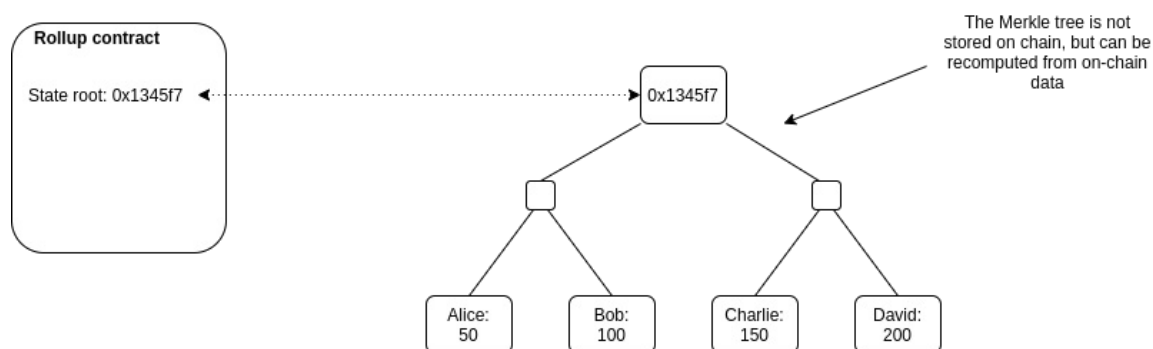 Rollup contract
State root: 0x1345f7
0x1345f7
The Merkle tree is not
stored on chain, but can be
recomputed from on-chain
data
Alice:
50
Bob:
100
Charlie:
150
David:
200